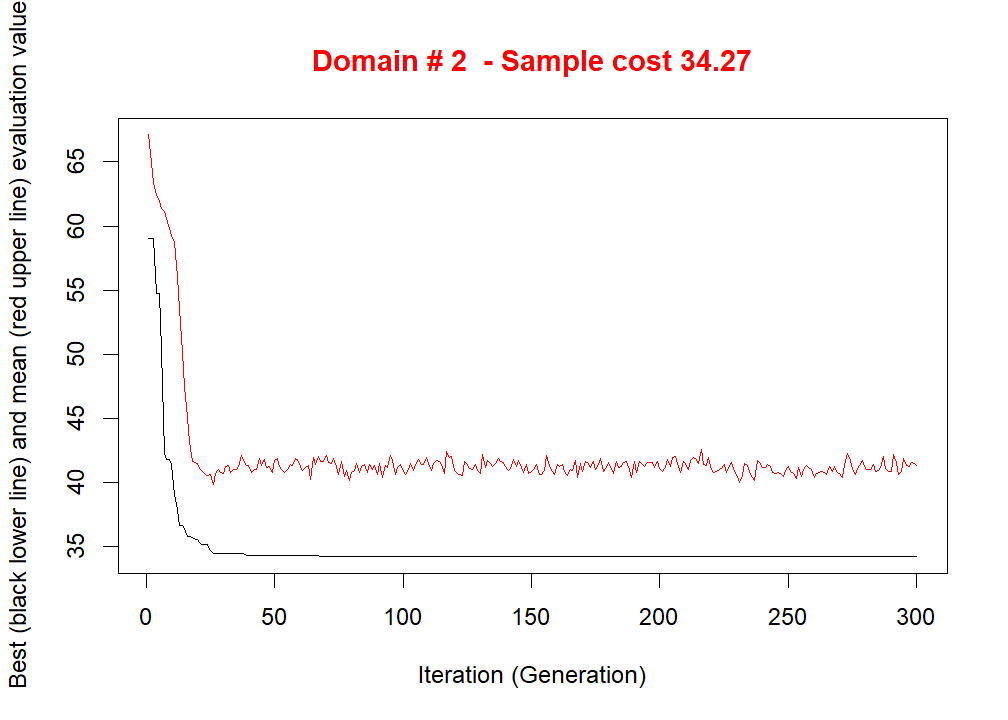 Domain # 2  - Sample cost 34.27
Best (black lower line) and mean (red upper line) evaluation value
65
60
55
50
45
40
35
0 50 100 150 200 250 300
Iteration (Generation)